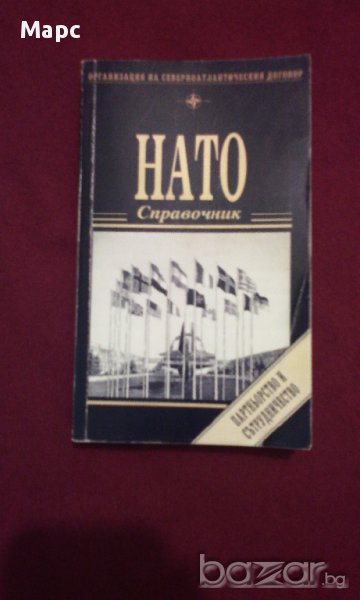 Марс
ОРГАНИЗАЦИЯ НА СЕВЕРНОАТЛАНТИЧЕСКИЯ ДОГОВОР
НАТО
Справочник
ПАРТНЬОРСТВО И
СЪТРУДНИЧЕСТВО
bazar.bg